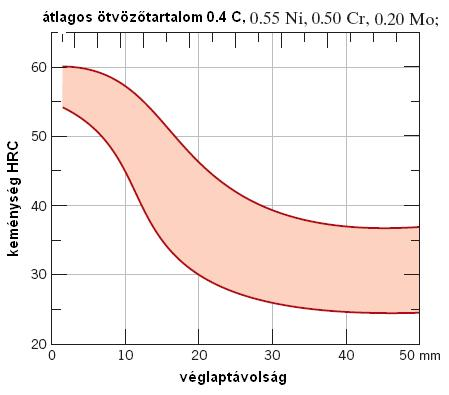 átlagos ötvözőtartalom 0.4 C, 0.55 Ni, 0.50 Cr, 0.20 Mo;
60
50
40
30
20
keménység HRC
0 10 20 30 40 50 mm
véglaptávolság